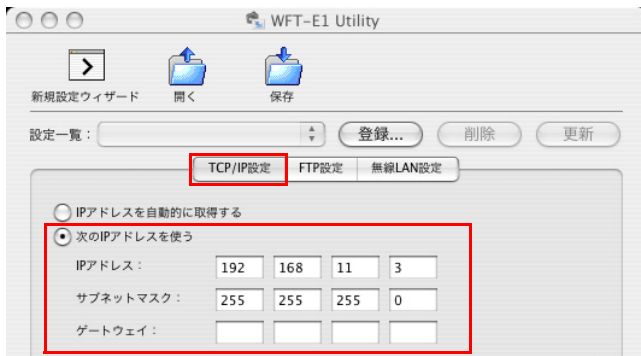 WFT-E1 Utility
新規設定ウィザード 開く 保存
設定一覧： 登録... 削除 更新
TCP/IP設定 FTP設定 無線LAN設定
IPアドレスを自動的に取得する
次のIPアドレスを使う
IPアドレス： 192 168 11 3
サブネットマスク： 255 255 255 0
ゲートウェイ：